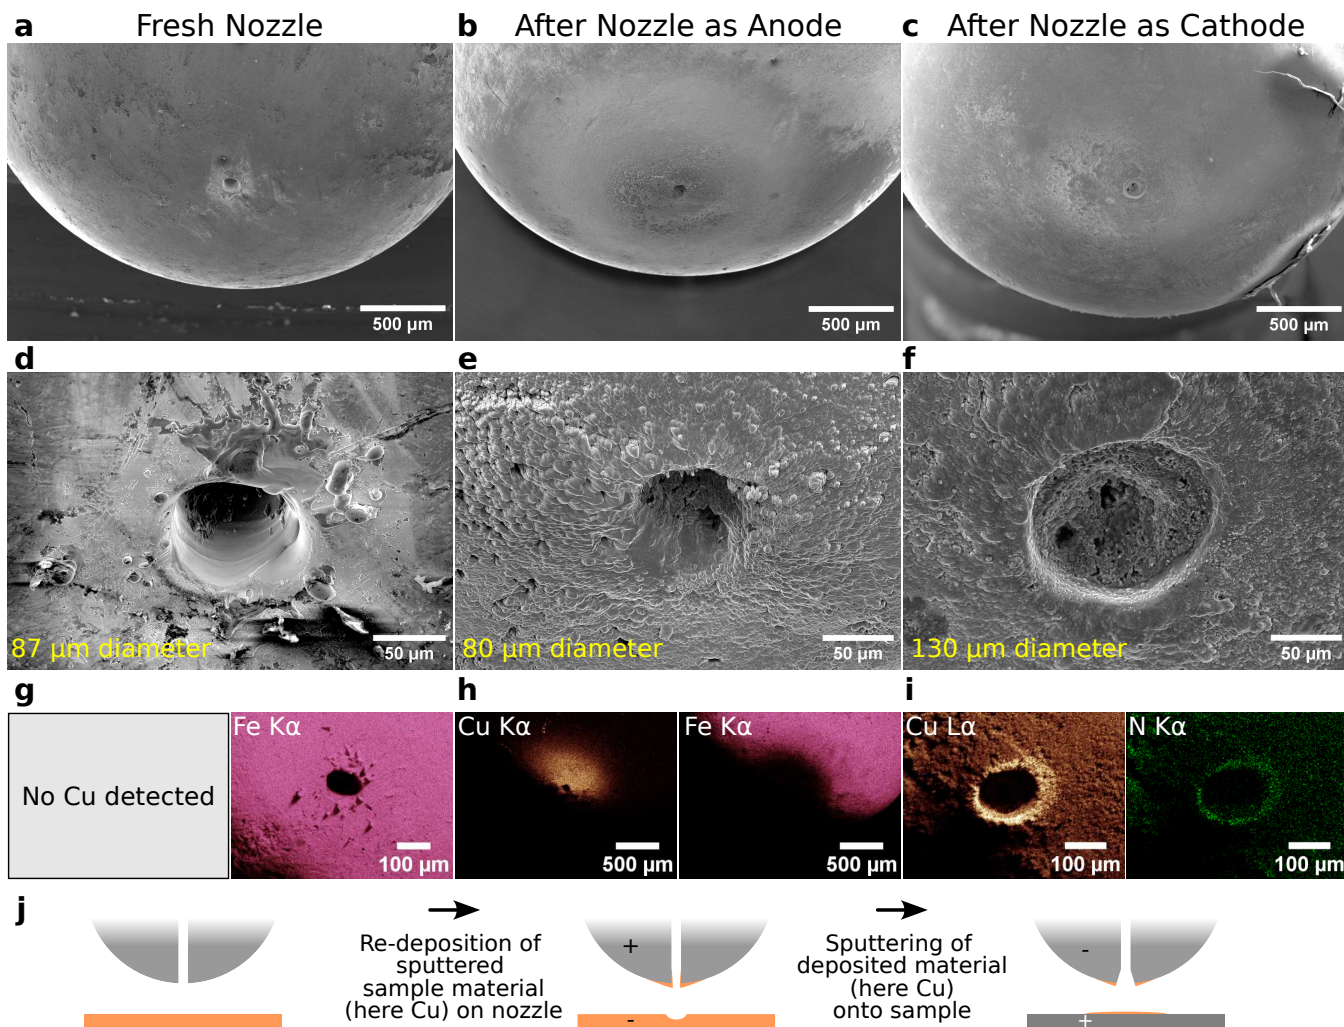 a Fresh Nozzle
b After Nozzle as Anode
c After Nozzle as Cathode
500 µm
500 µm
500 µm
d
e
f
87 µm diameter
50 µm
80 µm diameter
50 µm
130 µm diameter
50 µm
g
h
i
No Cu detected
Fe Kα
100 µm
Cu Kα
500 µm
Fe Kα
500 µm
Cu Lα
100 µm
N Kα
100 µm
j
Re-deposition of
sputtered
sample material
(here Cu) on nozzle
+
-
Sputtering of
deposited material
(here Cu)
onto sample
-
+